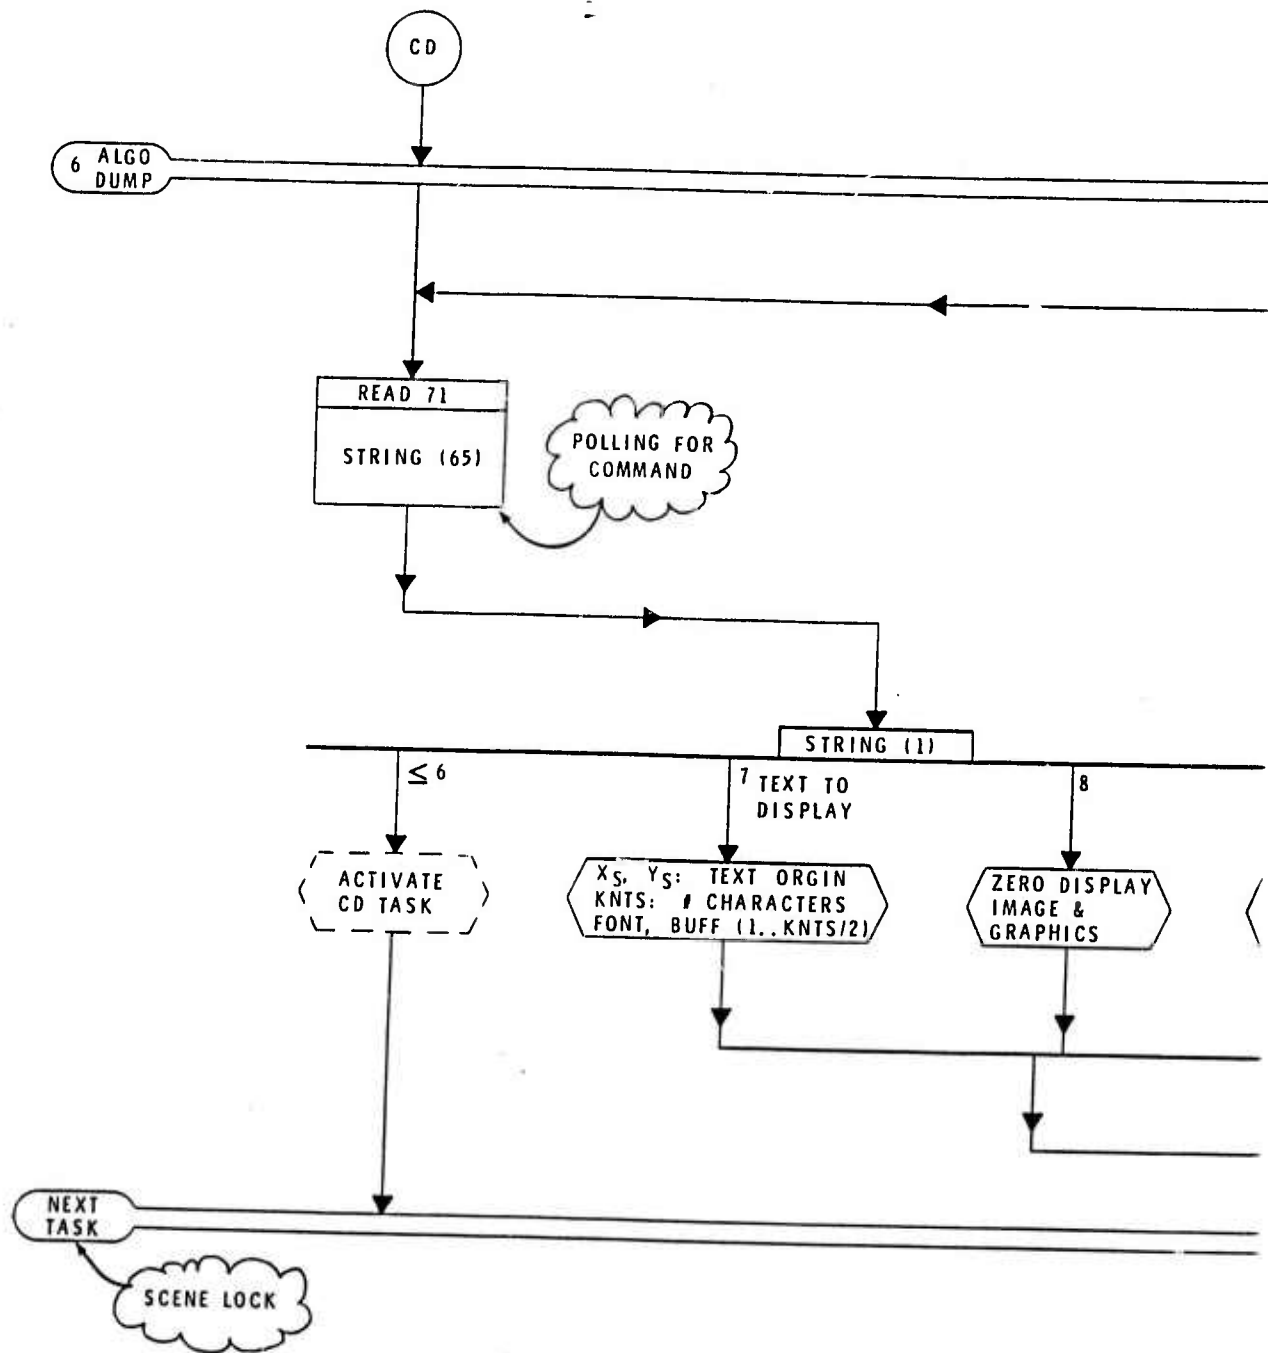 CD
6 ALGO
DUMP
READ 71
STRING (65)
POLLING FOR
COMMAND
STRING (1)
≤ 6
7 TEXT TO
DISPLAY
8
ACTIVATE
CD TASK
XS, YS: TEXT ORGIN
KNTS: # CHARACTERS
FONT, BUFF (1..KNTS/2)
ZERO DISPLAY
IMAGE &
GRAPHICS
NEXT
TASK
SCENE LOCK